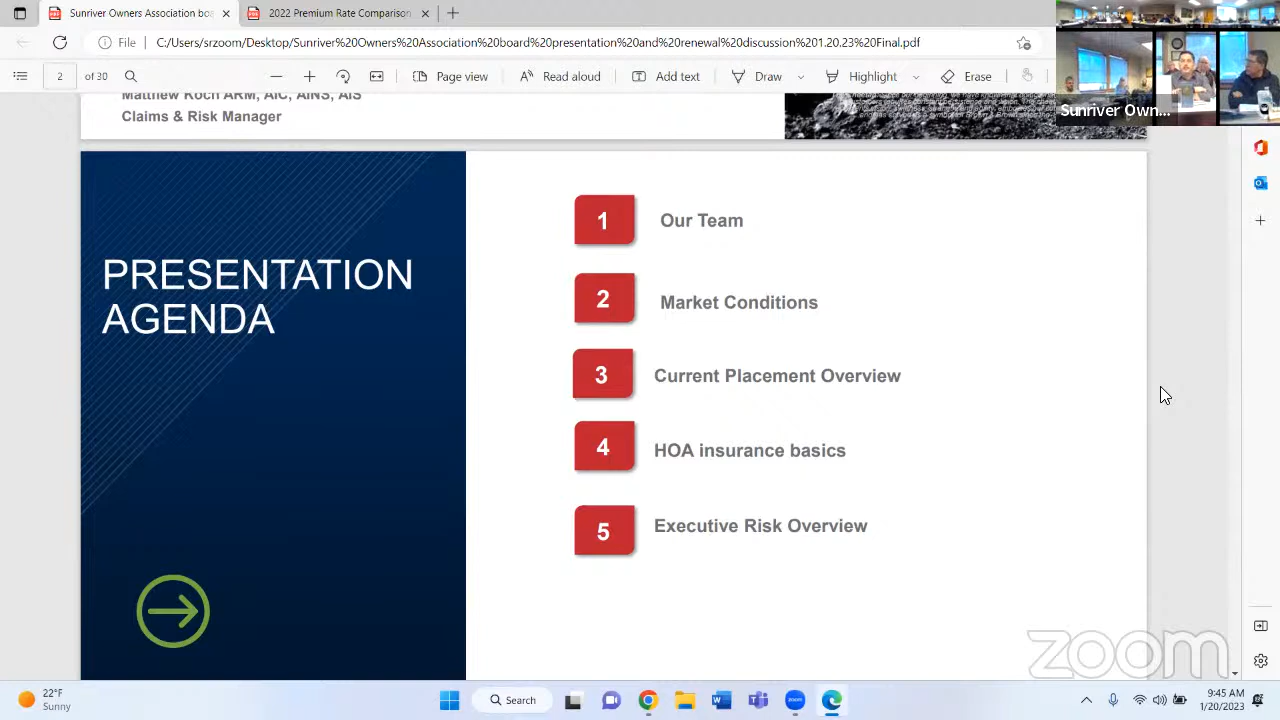 Sunriver Owners Association boa
2022 Premium Rate Comparison
File
C:/Users/srzoom/Desktop/Sunriver%20Owners%20Association%20board%20presentation%20and%20renewal%20discussion%201.20.23%20Final.pdf
2 of 30
Page view
Read aloud
Add text
Draw
Highlight
Erase
Sunriver Own...
Matthew Koch ARM, AIC, AINS, AIS
Claims & Risk Manager
PRESENTATION
AGENDA
1 Our Team
2 Market Conditions
3 Current Placement Overview
4 HOA insurance basics
5 Executive Risk Overview
zoom
22°F
Sunny
Search
9:45 AM
1/20/2023